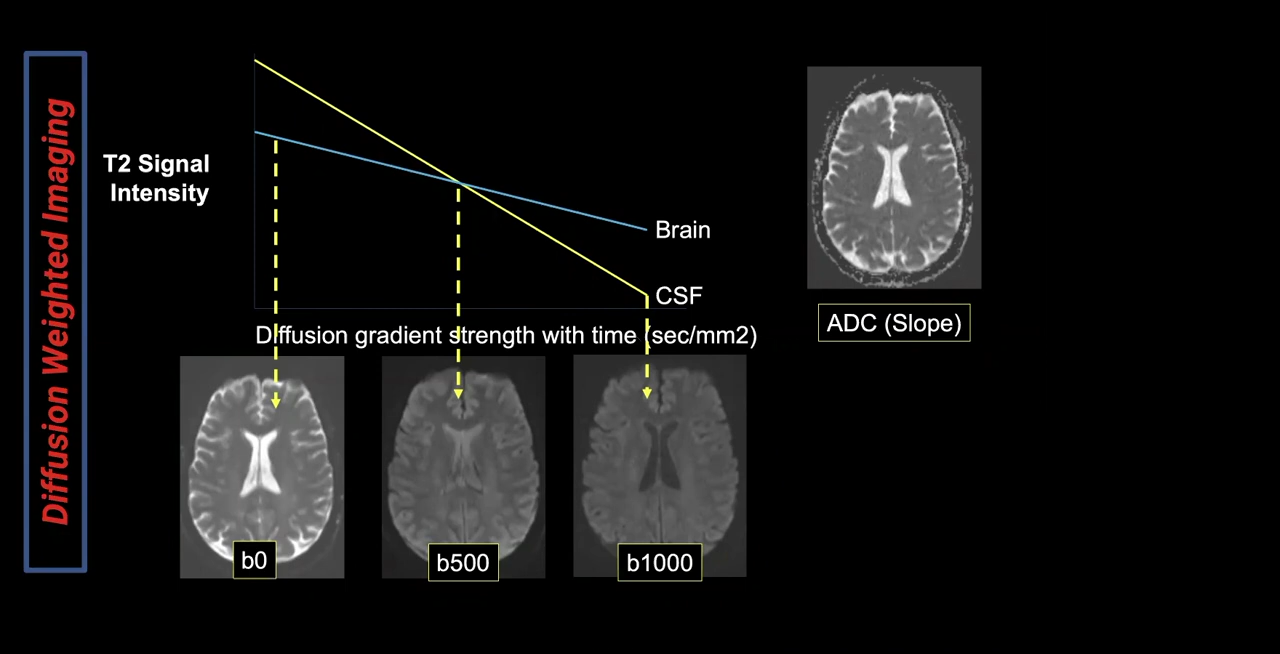 Diffusion Weighted Imaging
T2 Signal
Intensity
Brain
CSF
Diffusion gradient strength with time (sec/mm2)
ADC (Slope)
b0
b500
b1000